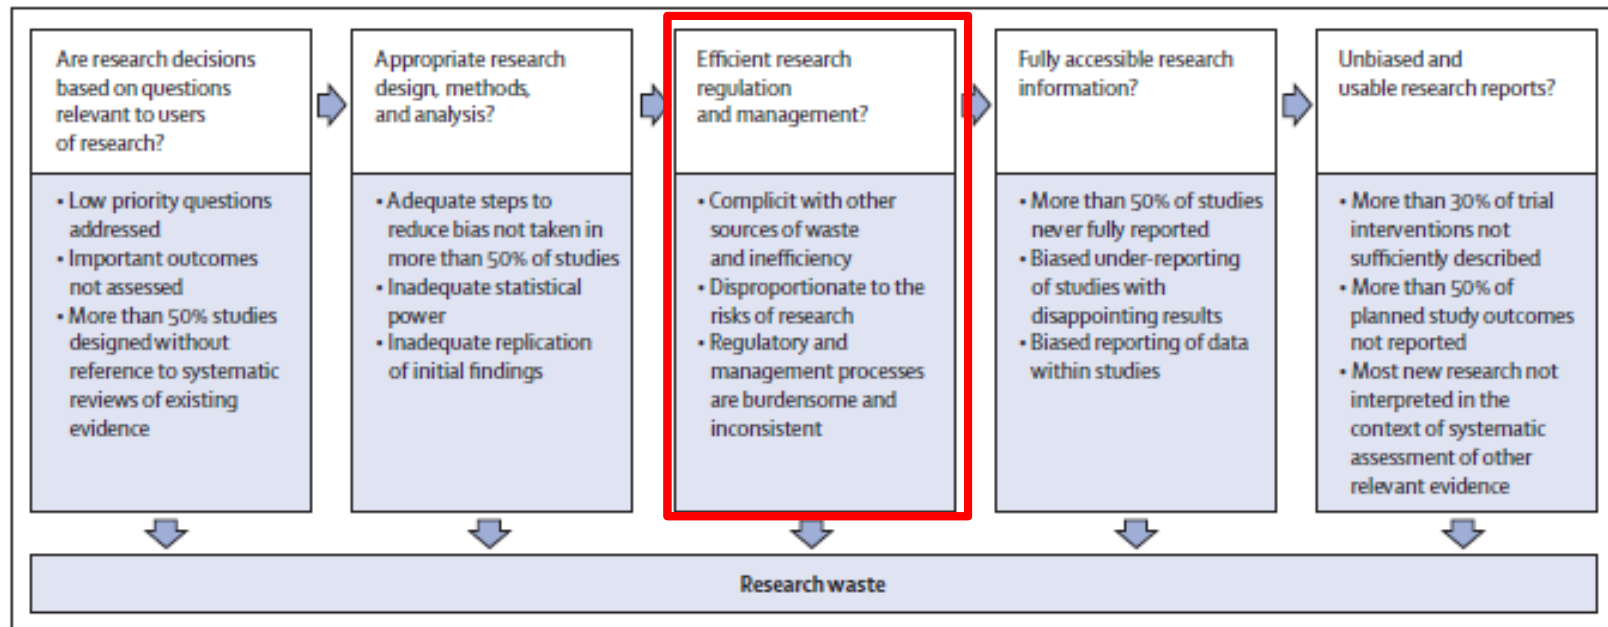 Are research decisions
based on questions
relevant to users
of research?
• Low priority questions
addressed
• Important outcomes
not assessed
• More than 50% studies
designed without
reference to systematic
reviews of existing
evidence
Appropriate research
design, methods,
and analysis?
• Adequate steps to
reduce bias not taken in
more than 50% of studies
• Inadequate statistical
power
• Inadequate replication
of initial findings
Efficient research
regulation
and management?
• Complicit with other
sources of waste
and inefficiency
• Disproportionate to the
risks of research
• Regulatory and
management processes
are burdensome and
inconsistent
Fully accessible research
information?
• More than 50% of studies
never fully reported
• Biased under-reporting
of studies with
disappointing results
• Biased reporting of data
within studies
Unbiased and
usable research reports?
• More than 30% of trial
interventions not
sufficiently described
• More than 50% of
planned study outcomes
not reported
• Most new research not
interpreted in the
context of systematic
assessment of other
relevant evidence
Research waste